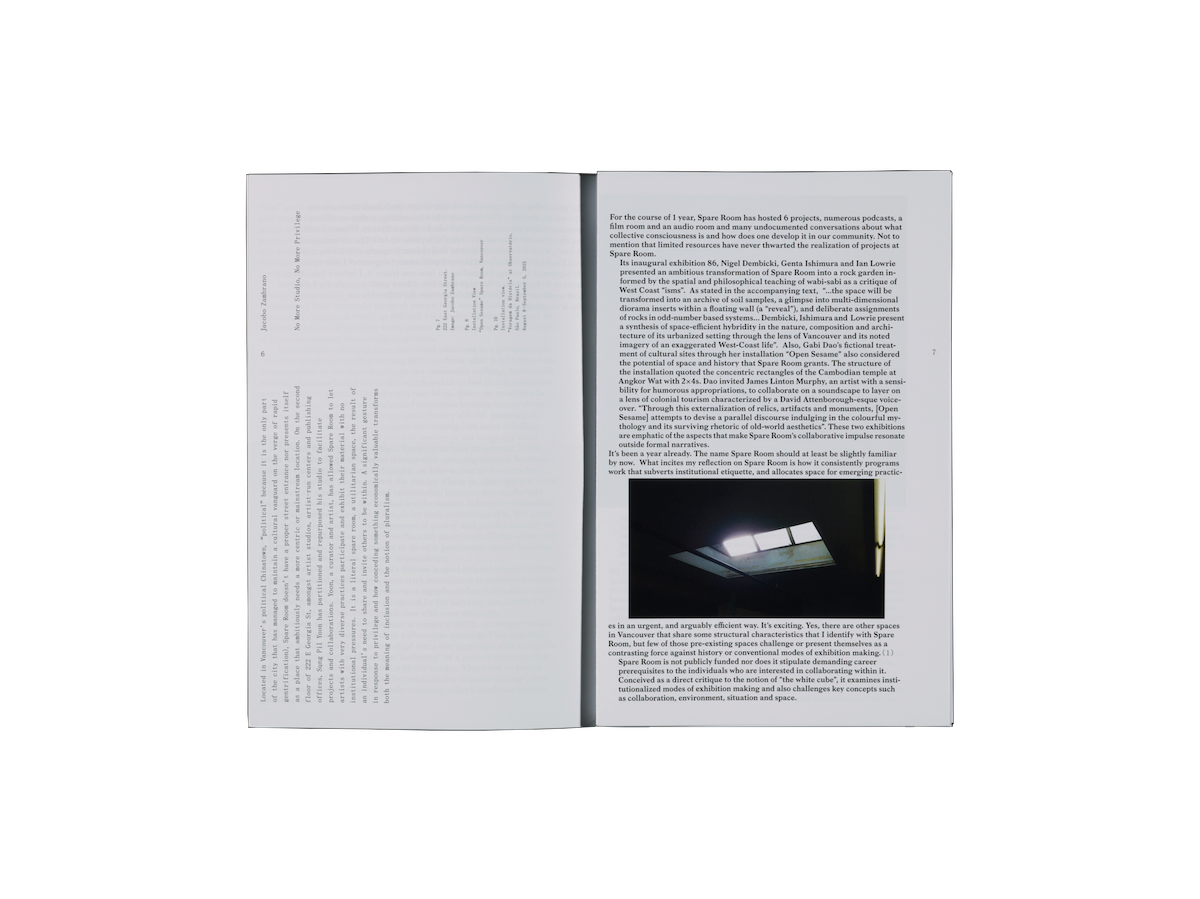 Jacobo Zambrano
No More Studio, No More Privilege
6
Located in Vancouver's political Chinatown, "political" because it is the only part
of the city that has managed to maintain a cultural vanguard on the verge of rapid
gentrification), Spare Room doesn't have a proper street entrance nor presents itself
as a place that ambitiously needs a more centric or mainstream location. On the second
floor of 222 E Georgia St, amongst artist studios, artist-run centers and publishing
offices, Sung Pil Yoon has partitioned and repurposed his studio to facilitate
projects and collaborations. Yoon, a curator and artist, has allowed Spare Room to let
artists with very diverse practices participate and exhibit their material with no
institutional pressures. It is a literal spare room, a utilitarian space, the result of
an individual's need to share and invite others to be within. A significant gesture
in response to privilege and how conceding something economically valuable transforms
both the meaning of inclusion and the notion of pluralism.
Pg. 7
222 East Georgia Street.
Image: Jacobo Zambrano
Pg. 8
Installation View
"Open Sesame" Spare Room, Vancouver
Pg. 10
Installation view.
"Viragem da História" at Observatório.
São Paulo, Brazil.
August 8-September 5, 2015
For the course of 1 year, Spare Room has hosted 6 projects, numerous podcasts, a
film room and an audio room and many undocumented conversations about what
collective consciousness is and how does one develop it in our community. Not to
mention that limited resources have never thwarted the realization of projects at
Spare Room.
Its inaugural exhibition 86, Nigel Dembicki, Genta Ishimura and Ian Lowrie
presented an ambitious transformation of Spare Room into a rock garden in-
formed by the spatial and philosophical teaching of wabi-sabi as a critique of
West Coast "isms". As stated in the accompanying text, "...the space will be
transformed into an archive of soil samples, a glimpse into multi-dimensional
diorama inserts within a floating wall (a "reveal"), and deliberate assignments
of rocks in odd-number based systems... Dembicki, Ishimura and Lowrie present
a synthesis of space-efficient hybridity in the nature, composition and archi-
tecture of its urbanized setting through the lens of Vancouver and its noted
imagery of an exaggerated West-Coast life". Also, Gabi Dao's fictional treat-
ment of cultural sites through her installation "Open Sesame" also considered
the potential of space and history that Spare Room grants. The structure of
the installation quoted the concentric rectangles of the Cambodian temple at
Angkor Wat with 2×4s. Dao invited James Linton Murphy, an artist with a sensi-
bility for humorous appropriations, to collaborate on a soundscape to layer on
a lens of colonial tourism characterized by a David Attenborough-esque voice-
over. "Through this externalization of relics, artifacts and monuments, [Open
Sesame] attempts to devise a parallel discourse indulging in the colourful my-
thology and its surviving rhetoric of old-world aesthetics". These two exhibitions
are emphatic of the aspects that make Spare Room's collaborative impulse resonate
outside formal narratives.
It's been a year already. The name Spare Room should at least be slightly familiar
by now. What incites my reflection on Spare Room is how it consistently programs
work that subverts institutional etiquette, and allocates space for emerging practic-
es in an urgent, and arguably efficient way. It's exciting. Yes, there are other spaces
in Vancouver that share some structural characteristics that I identify with Spare
Room, but few of those pre-existing spaces challenge or present themselves as a
contrasting force against history or conventional modes of exhibition making.(1)
Spare Room is not publicly funded nor does it stipulate demanding career
prerequisites to the individuals who are interested in collaborating within it.
Conceived as a direct critique to the notion of "the white cube", it examines insti-
tutionalized modes of exhibition making and also challenges key concepts such
as collaboration, environment, situation and space.
7